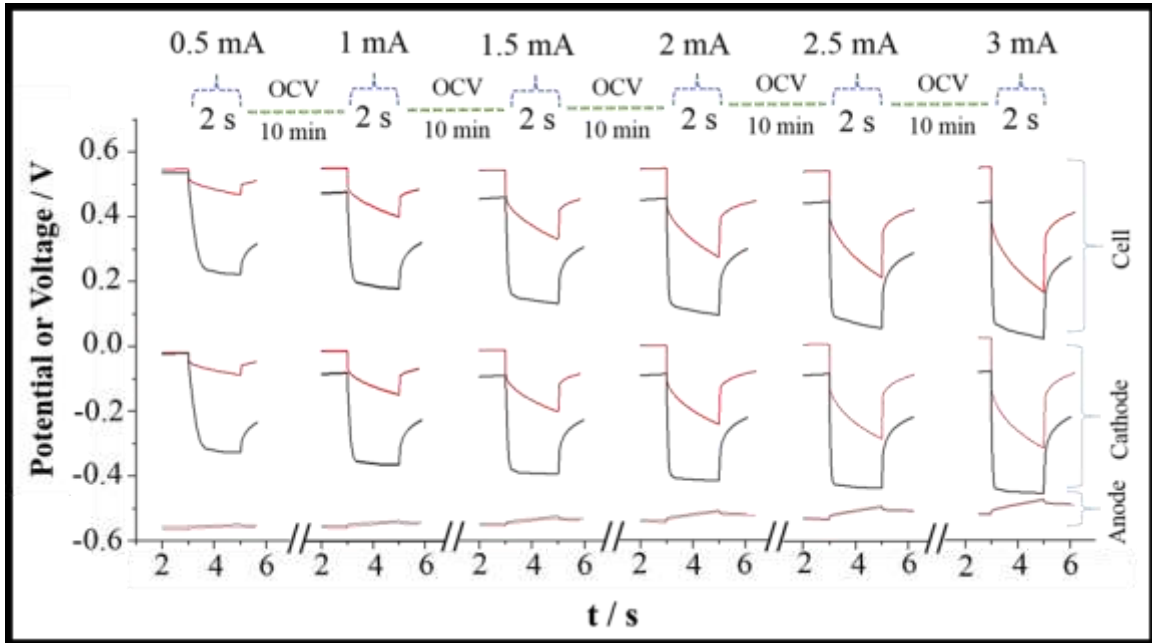 0.5 mA 1 mA 1.5 mA 2 mA 2.5 mA 3 mA
OCV OCV OCV OCV OCV
2 s 2 s 2 s 2 s 2 s 2 s
10 min 10 min 10 min 10 min 10 min
Potential or Voltage / V
0.6
0.4
0.2
0.0
-0.2
-0.4
-0.6
Cell
Cathode
Anode
2 4 6 2 4 6 2 4 6 2 4 6 2 4 6 2 4 6
t / s